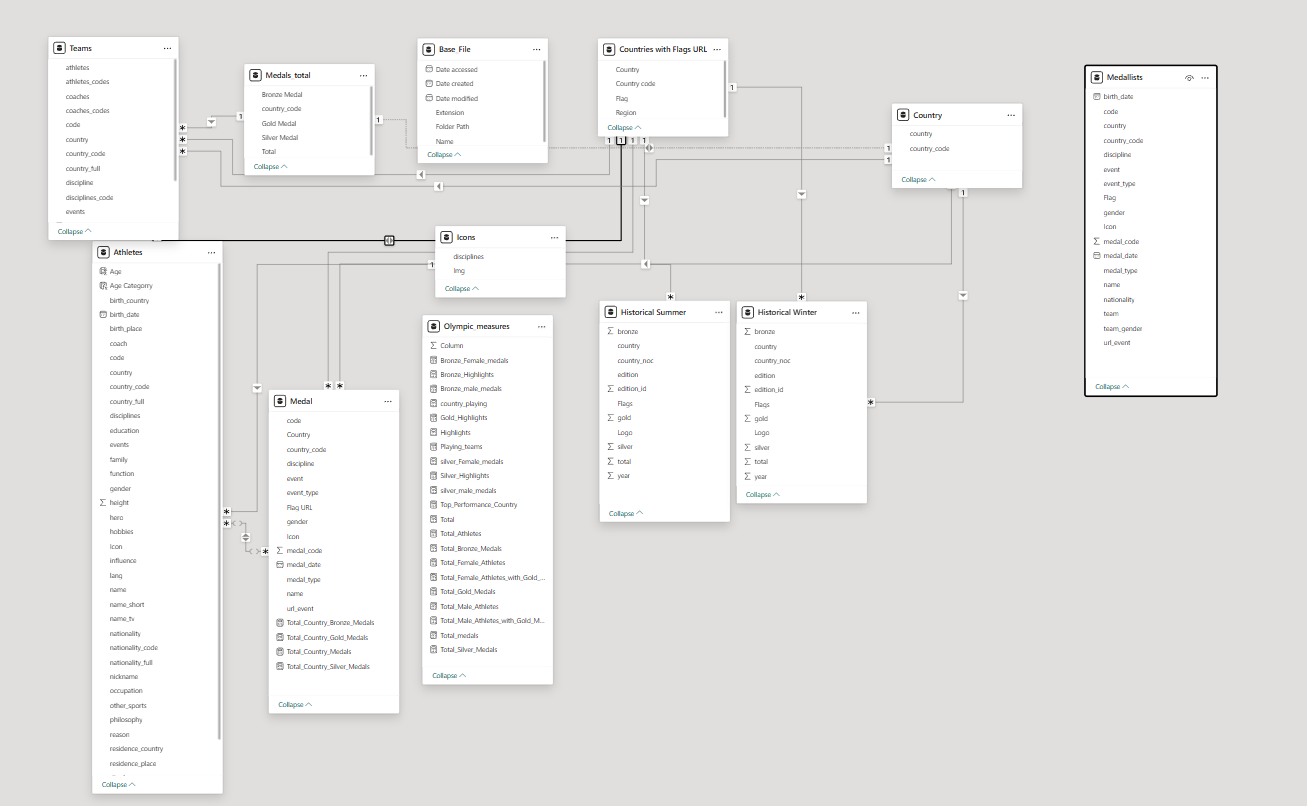 Teams
athletes
athletes_codes
coaches
coaches_codes
code
country
country_code
country_full
discipline
disciplines_code
events
Collapse
Medals_total
Bronze Medal
country_code
Gold Medal
Silver Medal
Total
Collapse
Base_File
Date accessed
Date created
Date modified
Extension
Folder Path
Name
Collapse
Countries with Flags URL
Country
Country code
Flag
Region
Collapse
Country
country
country_code
Collapse
Medallists
birth_date
code
country
country_code
discipline
event
event_type
Flag
gender
Icon
medal_code
medal_date
medal_type
name
nationality
team
team_gender
url_event
Collapse
Athletes
Age
Age Categorry
birth_country
birth_date
birth_place
coach
code
country
country_code
country_full
disciplines
education
events
family
function
gender
height
hero
hobbies
Icon
influence
lang
name
name_short
name_tv
nationality
nationality_code
nationality_full
nickname
occupation
other_sports
philosophy
reason
residence_country
residence_place
Collapse
Icons
disciplines
Img
Collapse
Medal
code
Country
country_code
discipline
event
event_type
Flag URL
gender
Icon
medal_code
medal_date
medal_type
name
url_event
Total_Country_Bronze_Medals
Total_Country_Gold_Medals
Total_Country_Medals
Total_Country_Silver_Medals
Collapse
Olympic_measures
Column
Bronze_Female_medals
Bronze_Highlights
Bronze_male_medals
country_playing
Gold_Highlights
Highlights
Playing_teams
silver_Female_medals
Silver_Highlights
silver_male_medals
Top_Performance_Country
Total
Total_Athletes
Total_Bronze_Medals
Total_Female_Athletes
Total_Female_Athletes_with_Gold_...
Total_Gold_Medals
Total_Male_Athletes
Total_Male_Athletes_with_Gold_M...
Total_medals
Total_Silver_Medals
Collapse
Historical Summer
bronze
country
country_noc
edition
edition_id
Flags
gold
Logo
silver
total
year
Collapse
Historical Winter
bronze
country
country_noc
edition
edition_id
Flags
gold
Logo
silver
total
year
Collapse